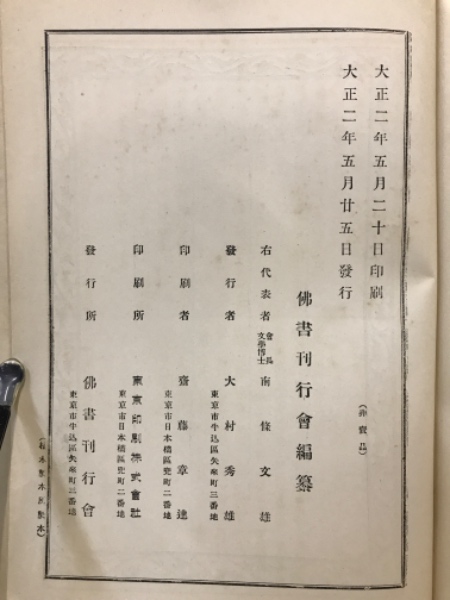 大正二年五月二十日印刷
大正二年五月廿五日發行
(非賣品)
佛書刊行會編纂
右代表者 會長 文學博士 南條文雄
發行者 大村秀雄
東京市牛込區矢來町三番地
印刷者 齋藤章達
東京市日本橋區兜町二番地
印刷所 東京印刷株式會社
東京市日本橋區兜町二番地
發行所 佛書刊行會
東京市牛込區矢來町三番地